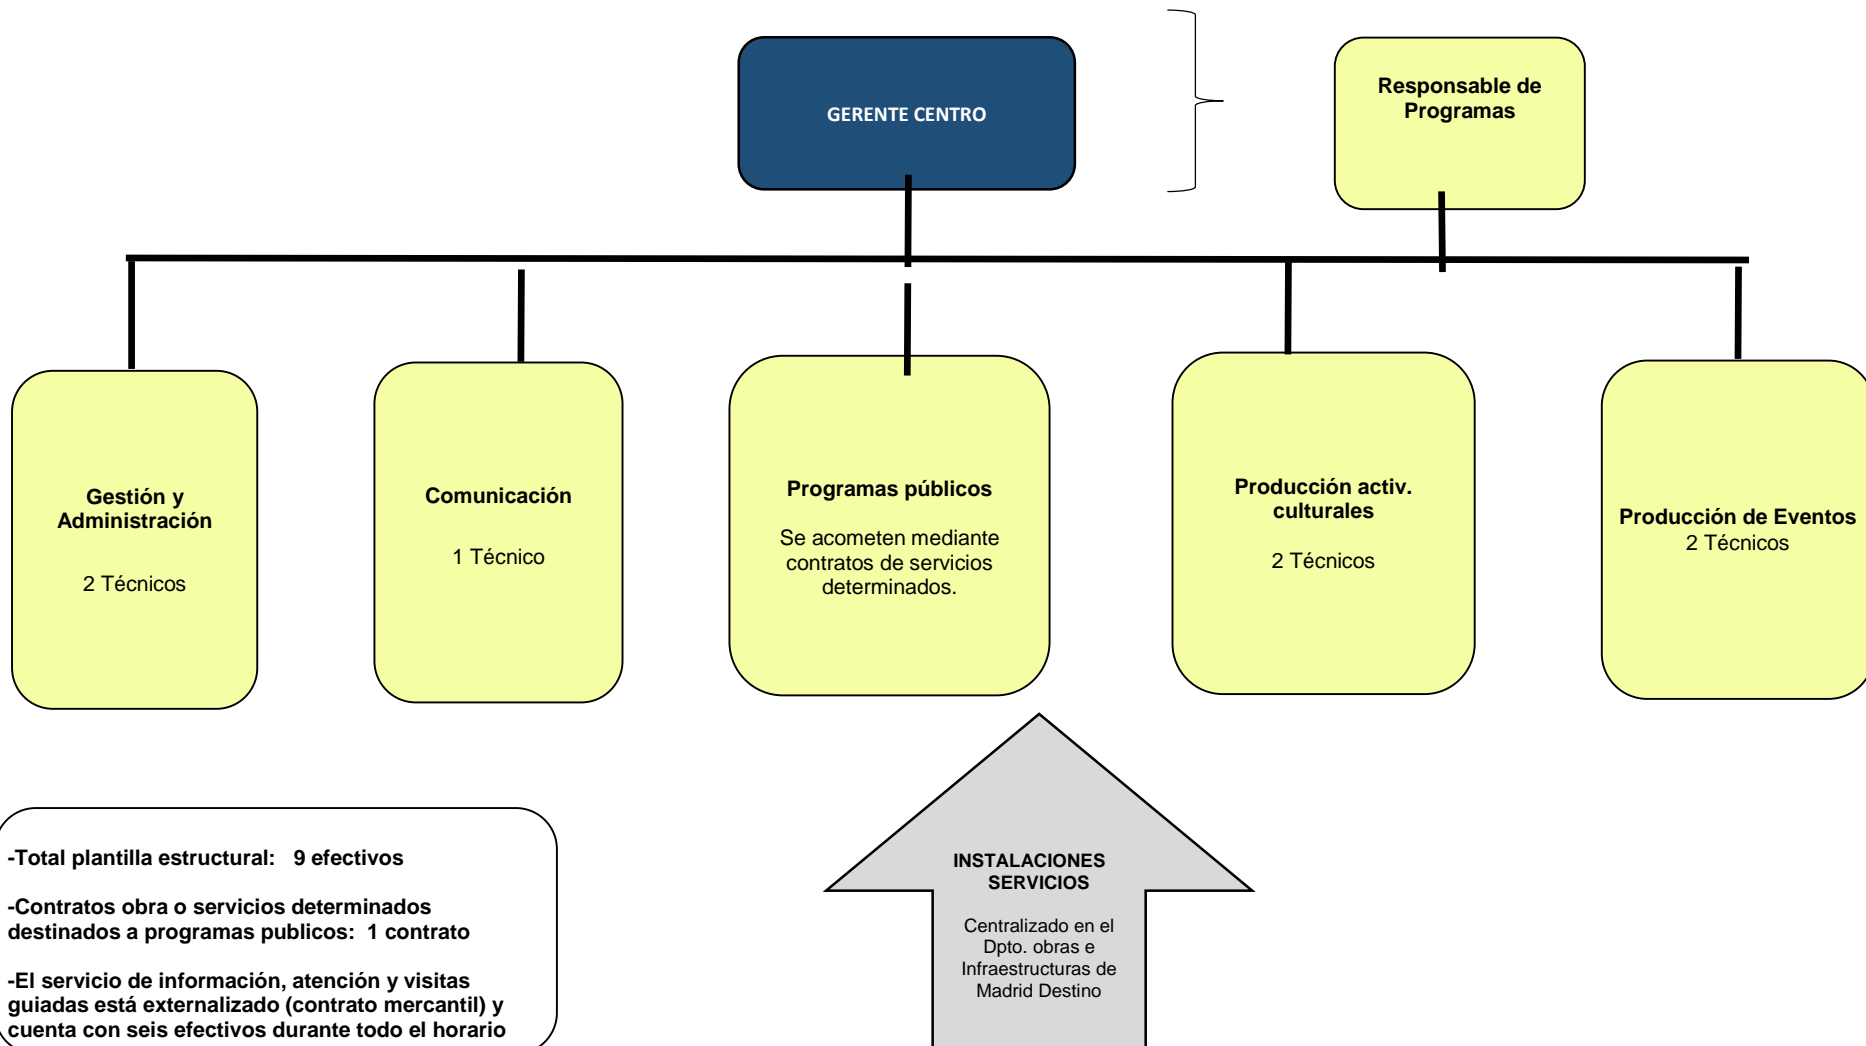 GERENTE CENTRO
Responsable de
Programas
Gestión y
Administración
2 Técnicos
Comunicación
1 Técnico
Programas públicos
Se acometen mediante
contratos de servicios
determinados.
Producción activ.
culturales
2 Técnicos
Producción de Eventos
2 Técnicos
-Total plantilla estructural:   9 efectivos
-Contratos obra o servicios determinados
destinados a programas publicos:  1 contrato
-El servicio de información, atención y visitas
guiadas está externalizado (contrato mercantil) y
cuenta con seis efectivos durante todo el horario
INSTALACIONES
SERVICIOS
Centralizado en el
Dpto. obras e
Infraestructuras de
Madrid Destino